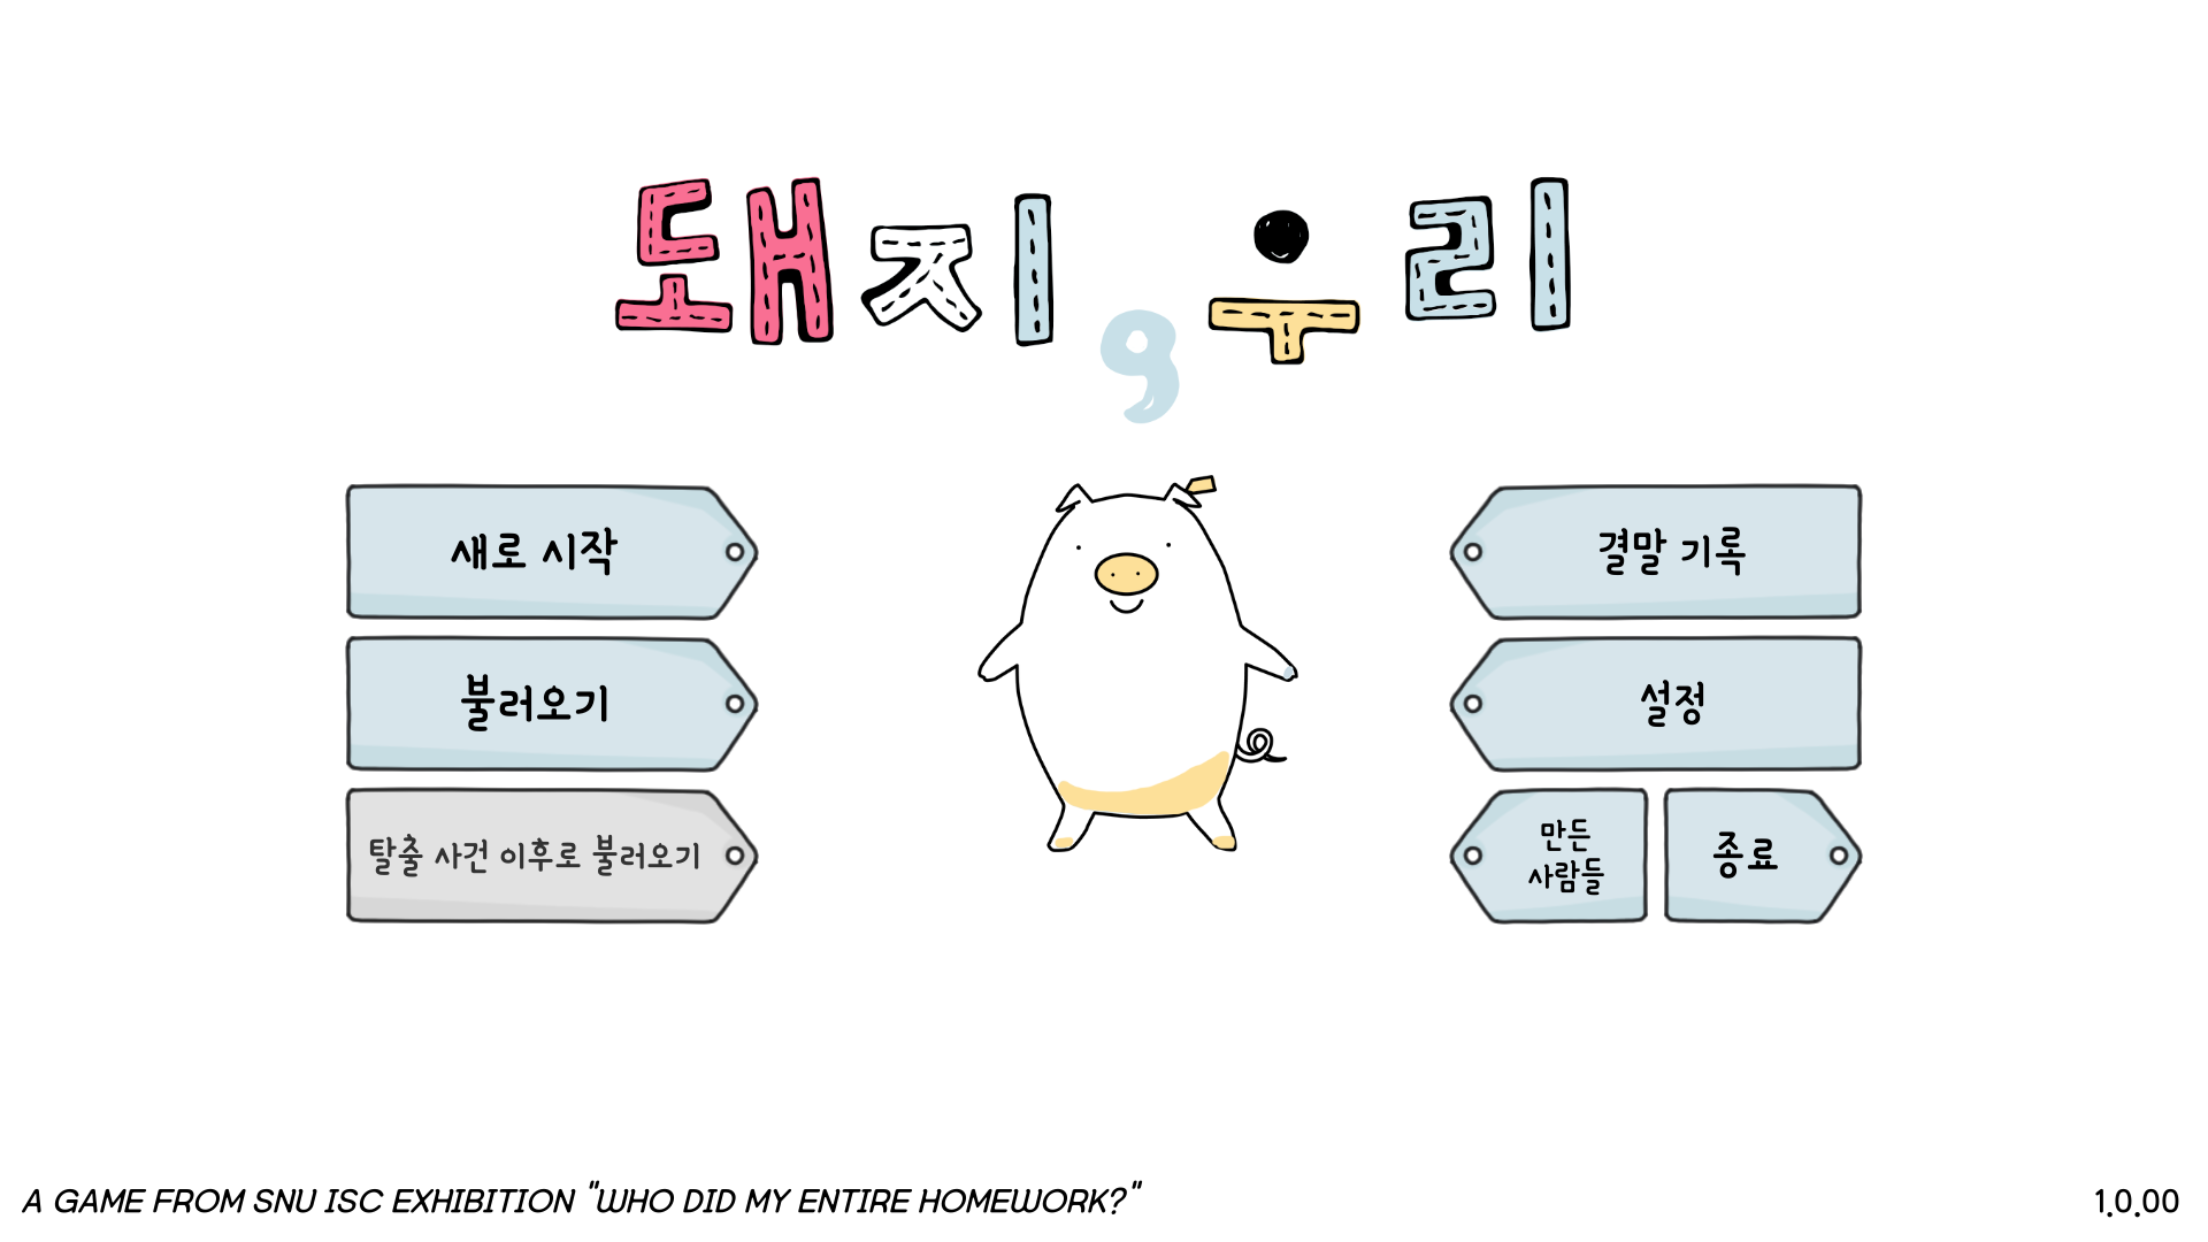 돼지,우리
새로 시작
불러오기
탈출 사건 이후로 불러오기
결말 기록
설정
만든
사람들
종료
A GAME FROM SNU ISC EXHIBITION "WHO DID MY ENTIRE HOMEWORK?"
1.0.00